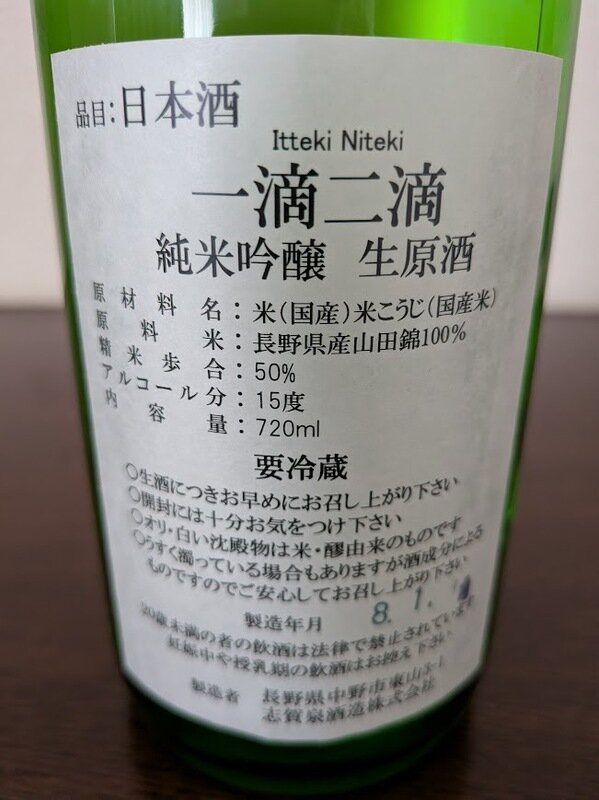 品目：日本酒
Itteki Niteki
一滴二滴
純米吟醸 生原酒
原材料名：米（国産）米こうじ（国産米）
原料米：長野県産山田錦100%
精米歩合：50%
アルコール分：15度
内容量：720ml
要冷蔵
○生酒につきお早めにお召し上がり下さい
○開封には十分お気をつけ下さい
○オリ・白い沈殿物は米・醪由来のものです
○うすく濁っている場合もありますが酒成分による
ものですのでご安心してお召し上がり下さい
製造年月 8.1.
20歳未満の者の飲酒は法律で禁止されています
妊娠中や授乳期の飲酒はお控え下さい
製造者 長野県中野市東山3-1
志賀泉酒造株式会社